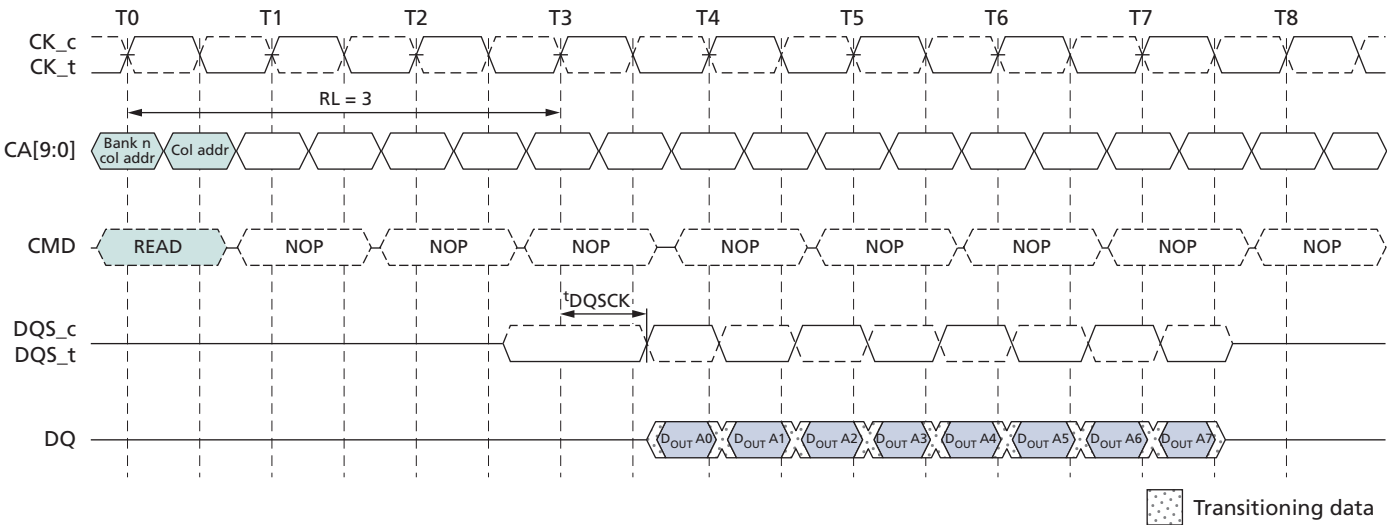 T0 T1 T2 T3 T4 T5 T6 T7 T8
CK_c
CK_t
RL = 3
CA[9:0]
Bank n
col addr
Col addr
CMD READ NOP NOP NOP NOP NOP NOP NOP NOP
tDQSCK
DQS_c
DQS_t
DQ DOUT A0 DOUT A1 DOUT A2 DOUT A3 DOUT A4 DOUT A5 DOUT A6 DOUT A7
Transitioning data